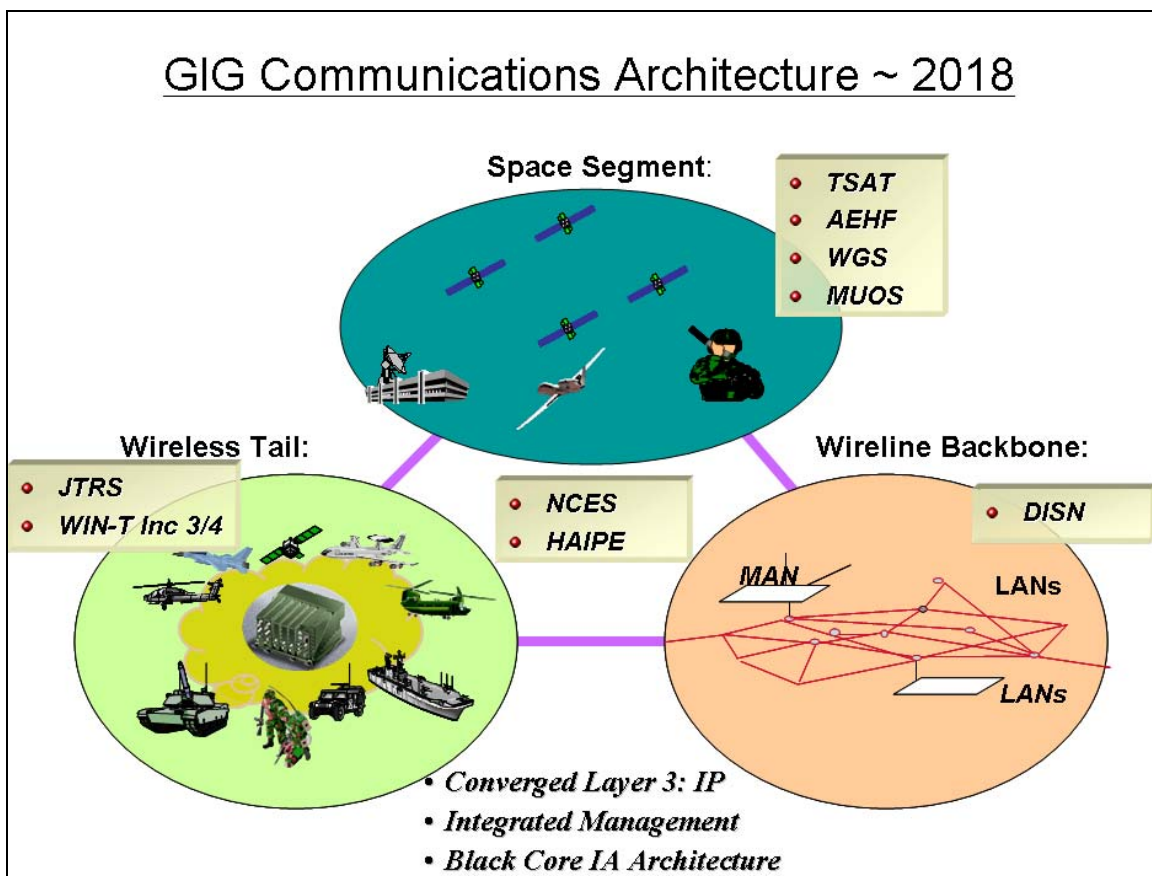 GIG Communications Architecture ~ 2018
Space Segment:
• TSAT
• AEHF
• WGS
• MUOS
Wireless Tail:
• JTRS
• WIN-T Inc 3/4
• NCES
• HAIPE
Wireline Backbone:
• DISN
MAN
LANs
LANs
• Converged Layer 3: IP
• Integrated Management
• Black Core IA Architecture